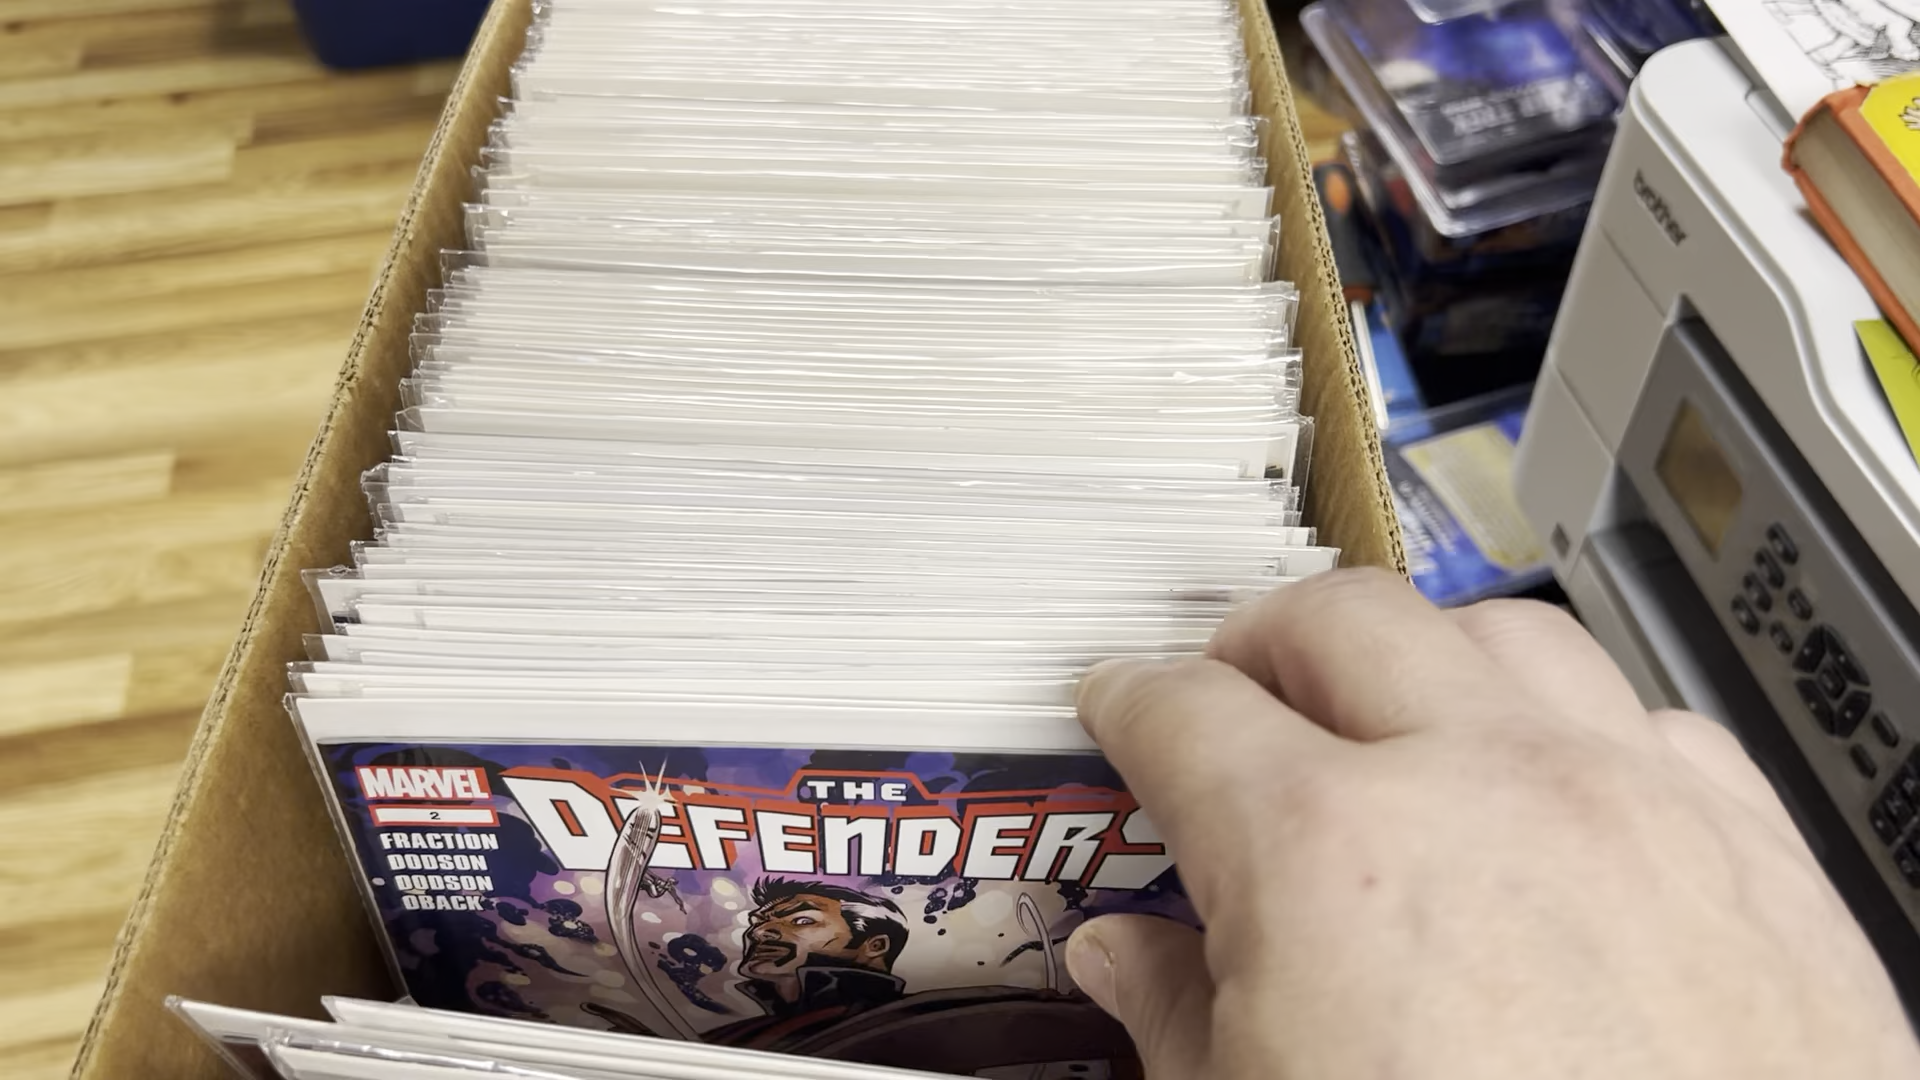 MARVEL
2
FRACTION
DODSON
DODSON
OBACK
THE
DEFENDERS
brother